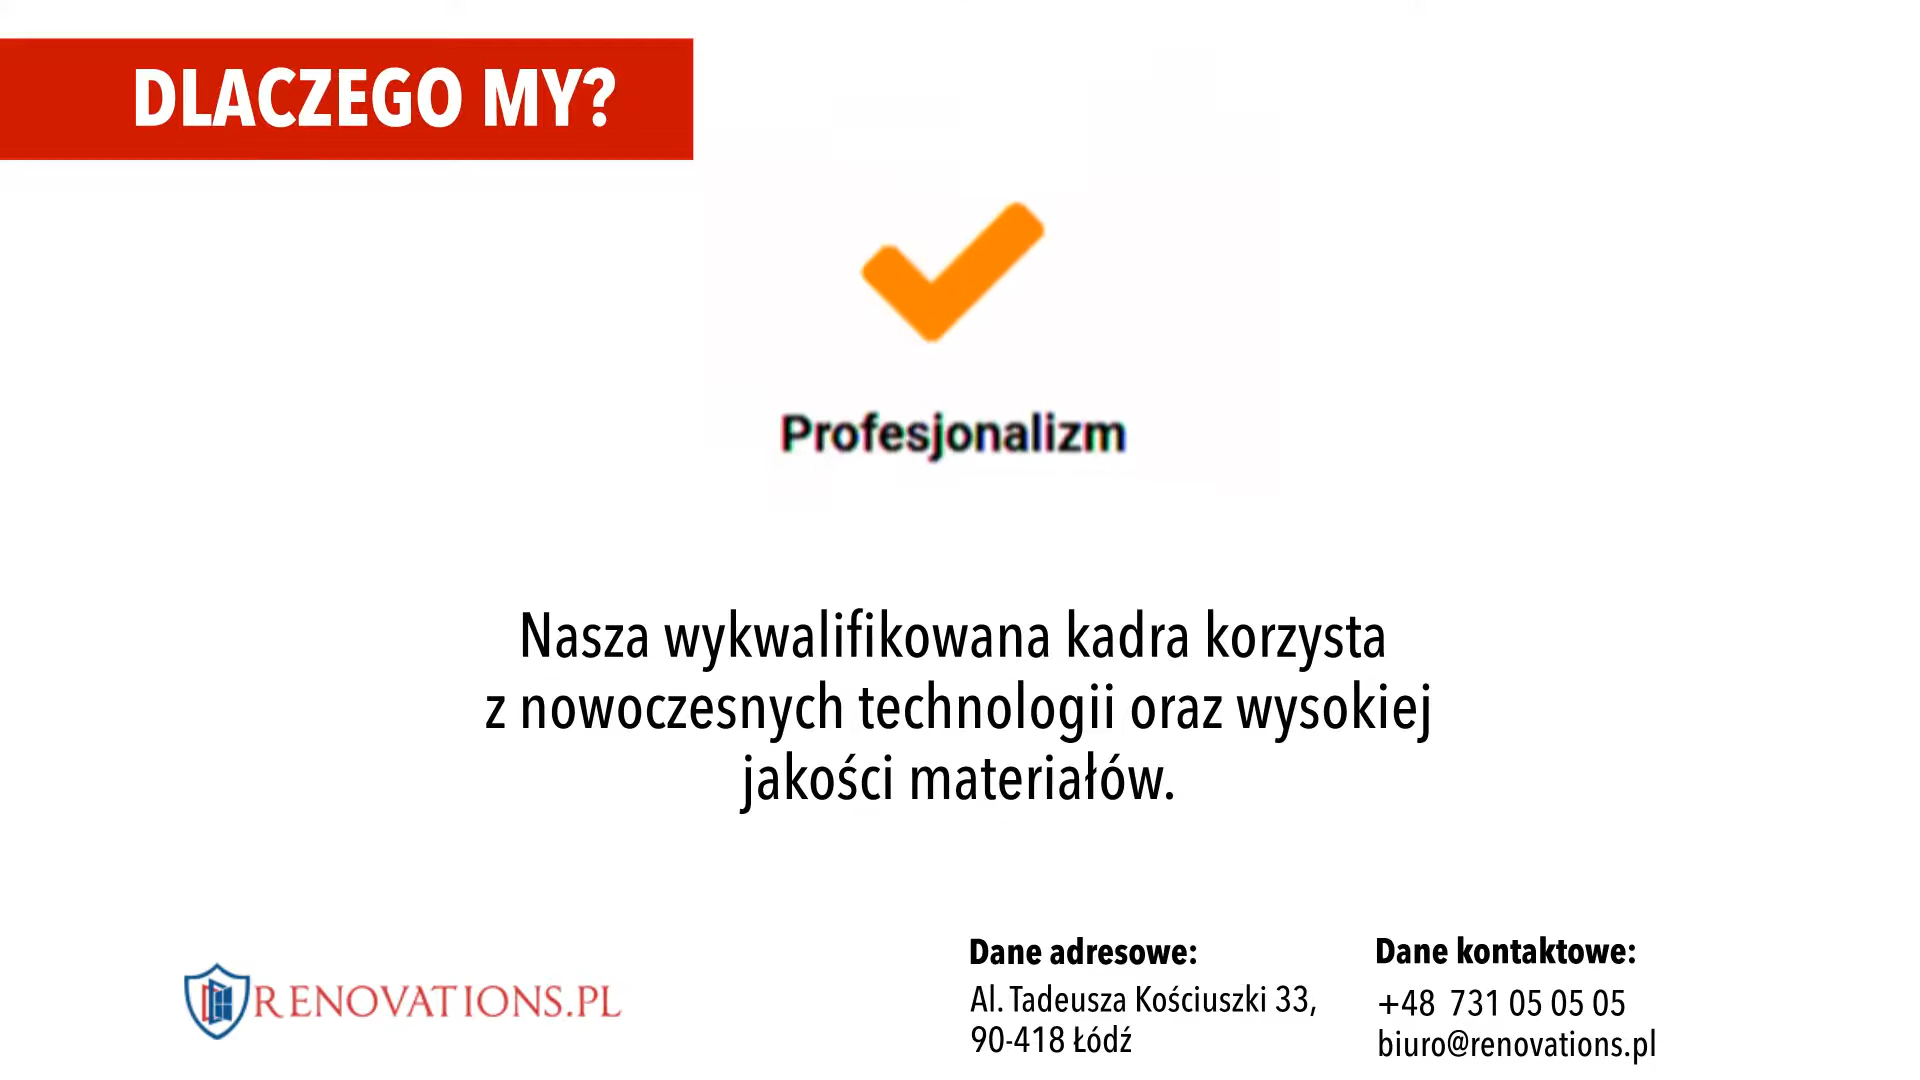 DLACZEGO MY?
Profesjonalizm
Nasza wykwalifikowana kadra korzysta
z nowoczesnych technologii oraz wysokiej
jakości materiałów.
RENOVATIONS.PL
Dane adresowe:
Al. Tadeusza Kościuszki 33,
90-418 Łódź
Dane kontaktowe:
+48 731 05 05 05
biuro@renovations.pl